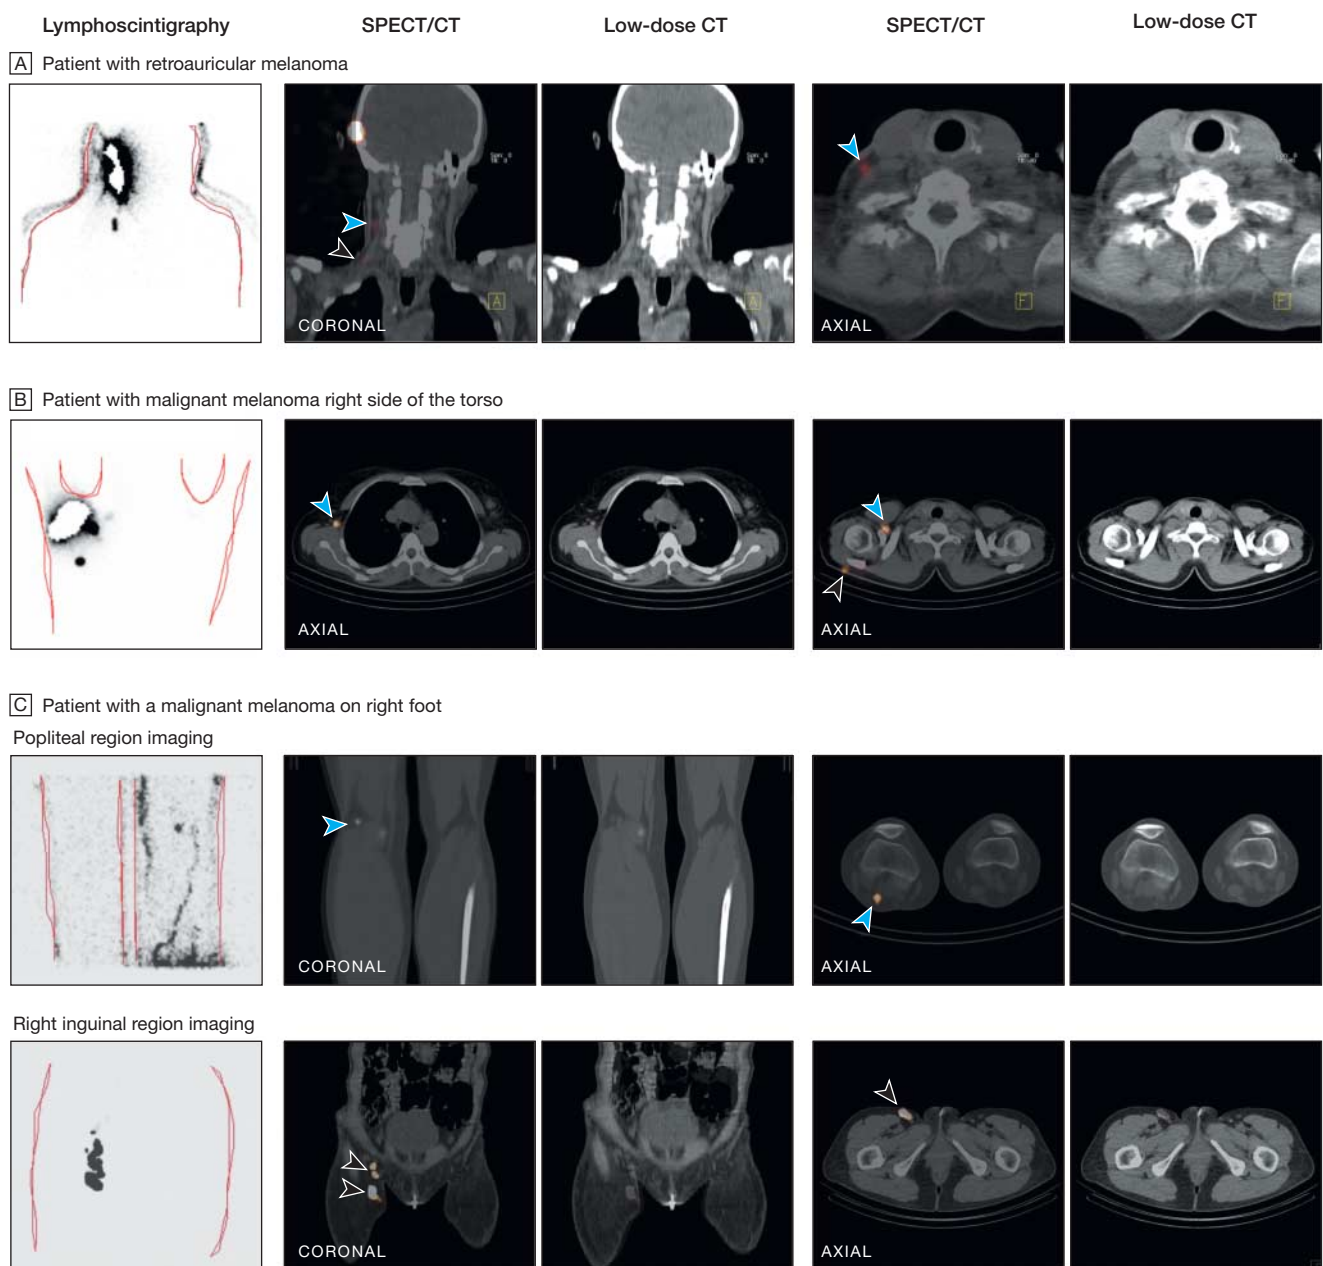 Lymphoscintigraphy SPECT/CT Low-dose CT SPECT/CT Low-dose CT
A Patient with retroauricular melanoma
A A F F
CORONAL AXIAL
B Patient with malignant melanoma right side of the torso
AXIAL AXIAL
C Patient with a malignant melanoma on right foot
Popliteal region imaging
CORONAL AXIAL
Right inguinal region imaging
CORONAL AXIAL